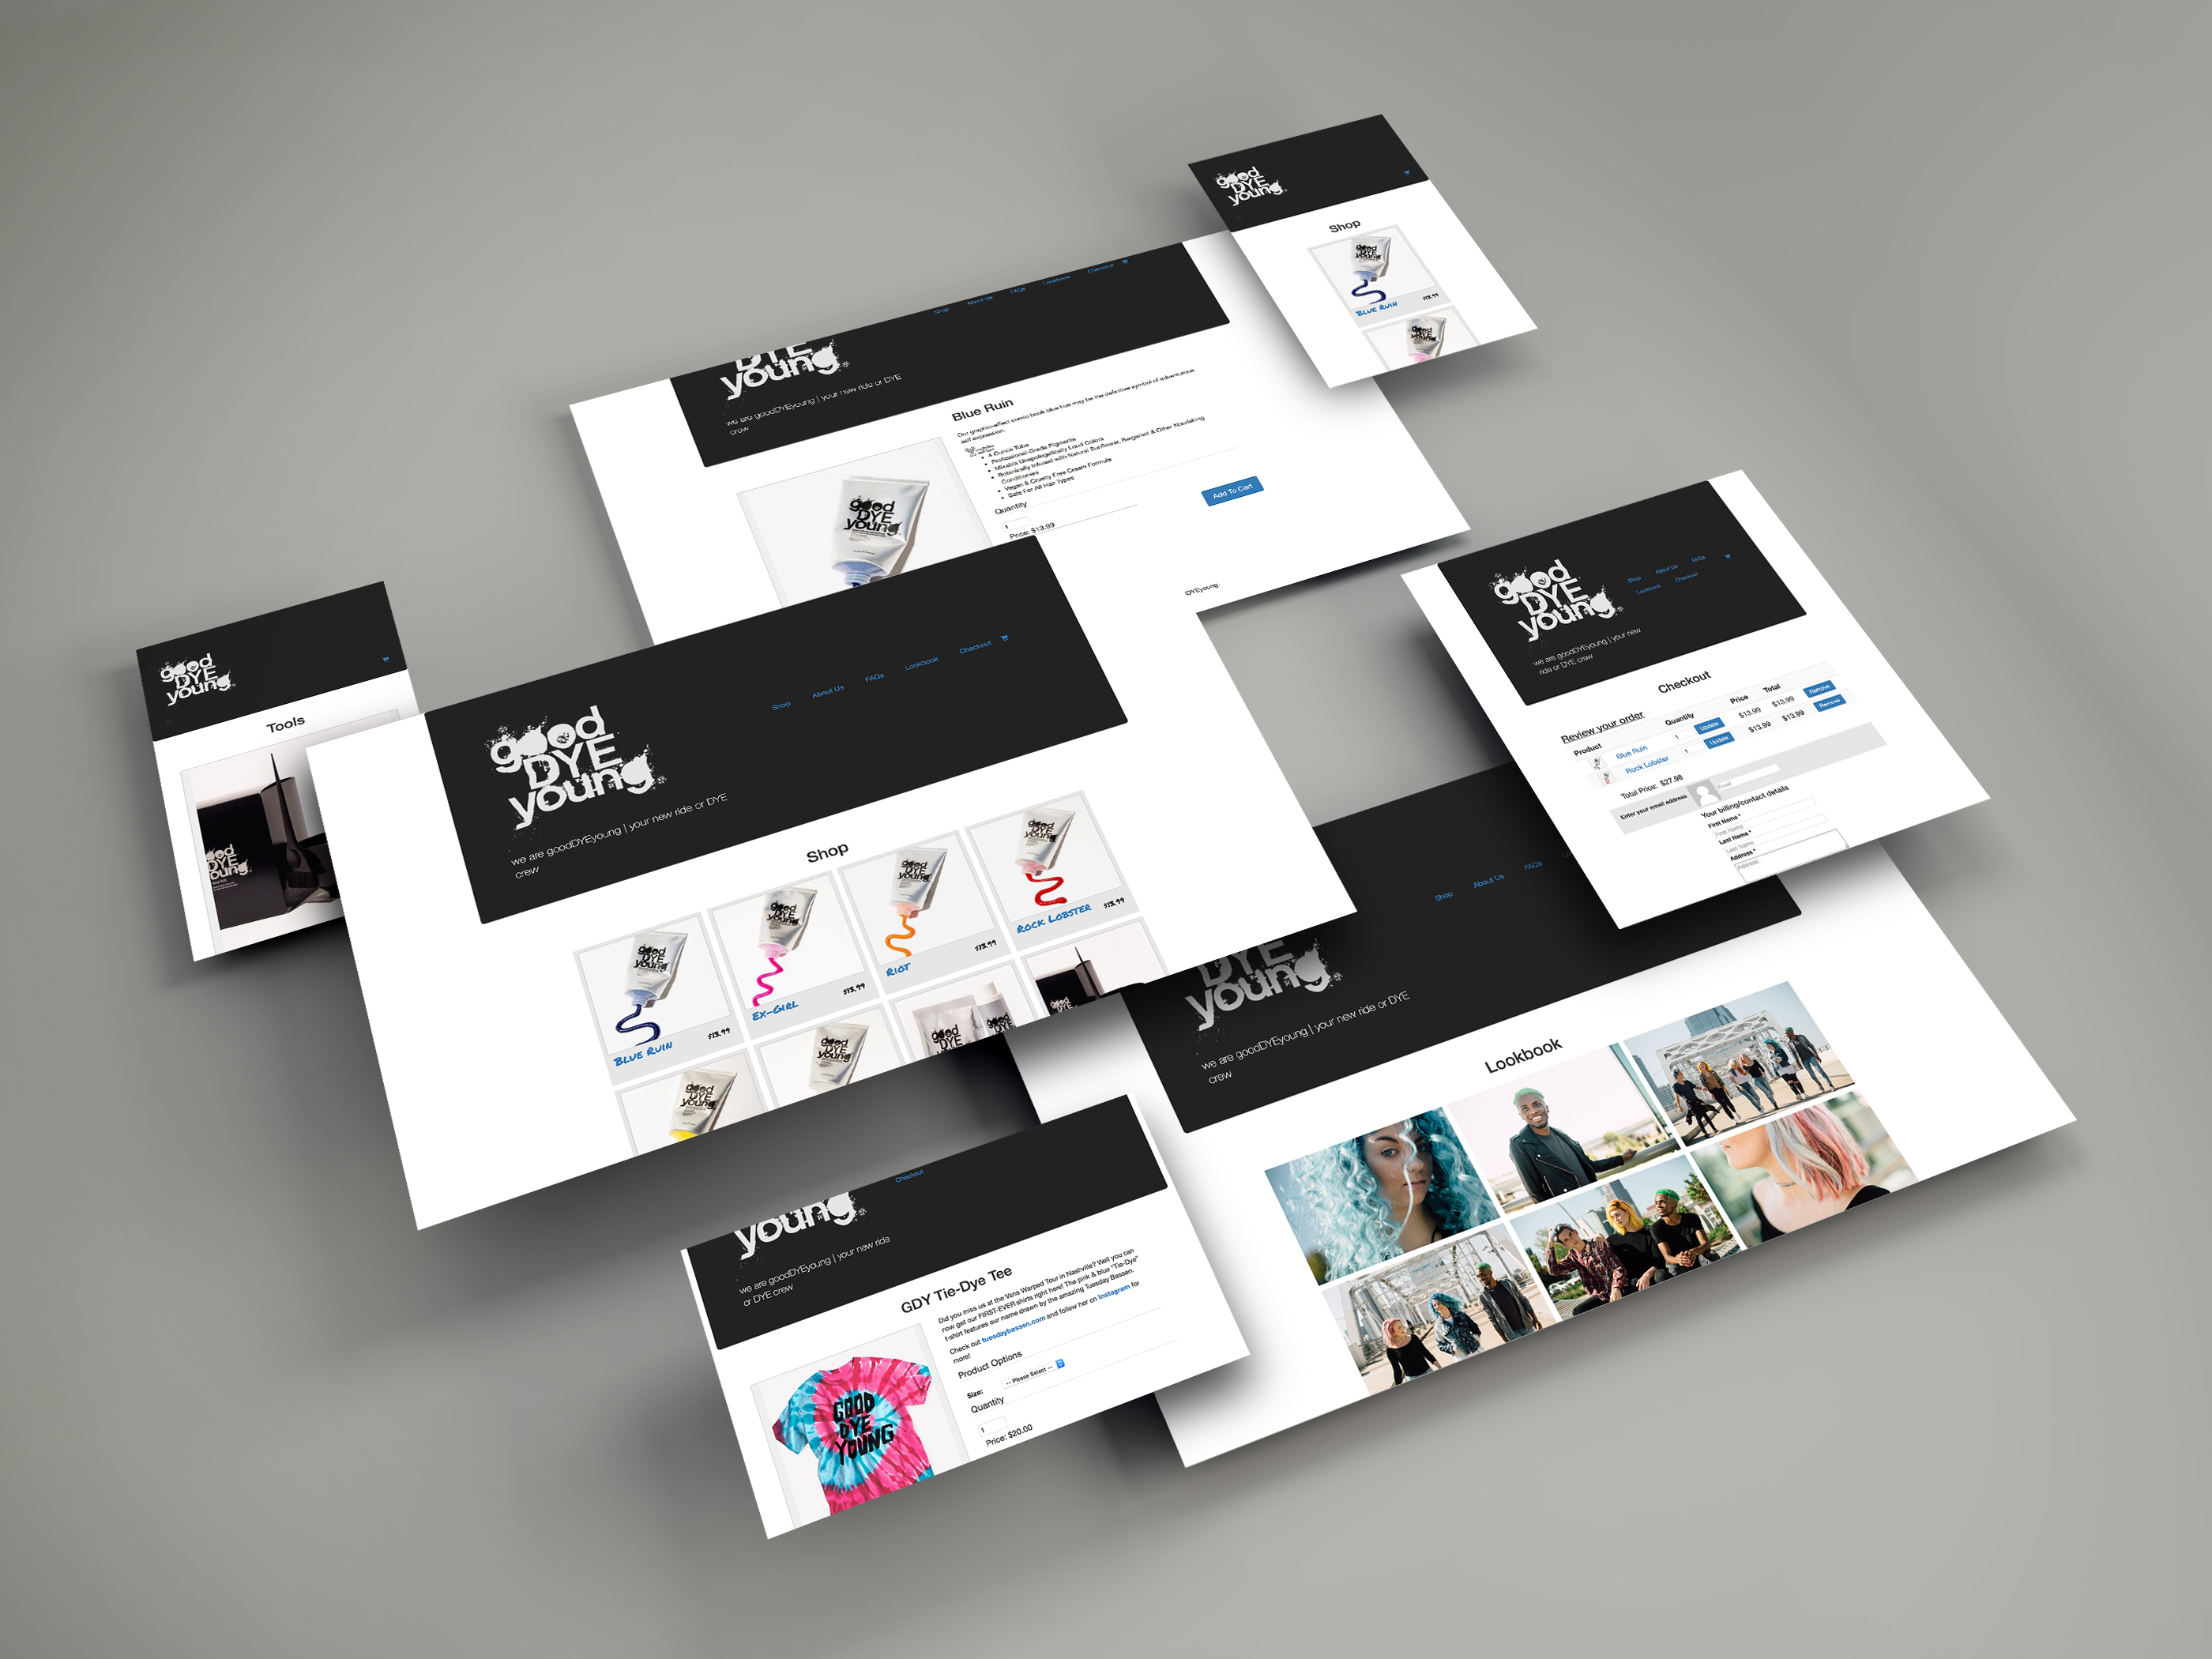 good
DYE
young
Shop
BLUE RUIN
$13.99
Shop
About Us
FAQs
Lookbook
Checkout
DYE
young
we are goodDYEyoung | your new ride or DYE
crew
Blue Ruin
Our graphic-effect comic book blue hue may be the definitive symbol of adventurous
self expression.
4 Ounce Tube
Professional-Grade Pigments
Mixable Unapologetically Loud Colors
Botanically Infused with Natural Sunflower, Bergamot & Other Nourishing
Conditioners
Vegan & Cruelty Free Cream Formula
Safe For All Hair Types
Quantity
1
Price: $13.99
Add To Cart
good
DYE
young
DYEyoung.
good
DYE
young
Tools
good
DYE
young
Shop
About Us
FAQs
Lookbook
Checkout
good
DYE
young
we are goodDYEyoung | your new ride or DYE
crew
Shop
BLUE RUIN
$13.99
EX-GIRL
$13.99
RIOT
$13.99
ROCK LOBSTER
$13.99
good
DYE
young
Shop
About Us
FAQs
Lookbook
Checkout
we are goodDYEyoung | your new
ride or DYE crew
Checkout
Review your order
Product
Quantity
Price
Total
Blue Ruin
1
Update
$13.99
$13.99
Remove
Rock Lobster
1
Update
$13.99
$13.99
Remove
Total Price: $27.98
Enter your email address
Email
Your billing/contact details
First Name *
First Name
Last Name *
Last Name
Address *
Address
Shop
About Us
FAQs
DYE
young
we are goodDYEyoung | your new ride or DYE
crew
Lookbook
Checkout
young
we are goodDYEyoung | your new ride
or DYE crew
GDY Tie-Dye Tee
Did you miss us at the Vans Warped Tour in Nashville? Well you can
now get our FIRST-EVER shirts right here! The pink & blue "Tie-Dye"
t-shirt features our name drawn by the amazing Tuesday Bassen.
Check out tuesdaybassen.com and follow her on Instagram for
more!
Product Options
Size:
-- Please Select --
Quantity
1
Price: $20.00
GOOD
DYE
YOUNG